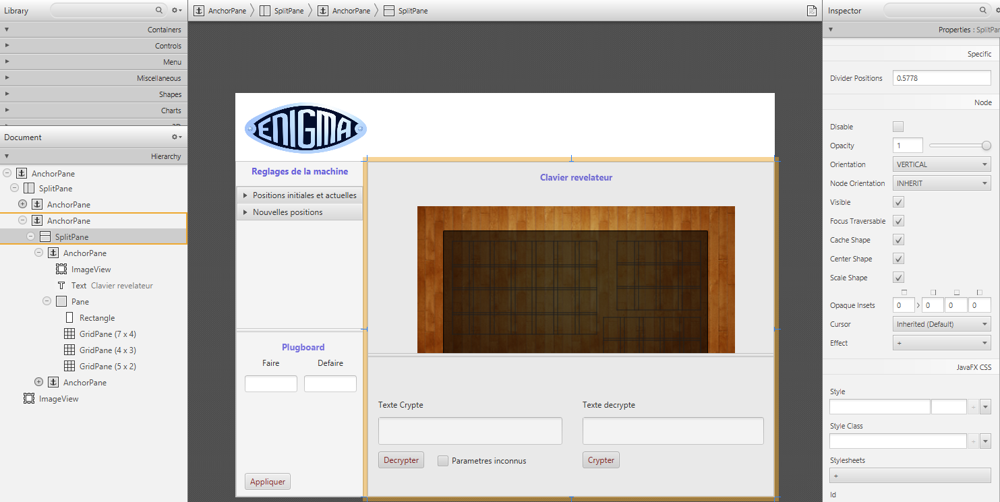 Library
Containers
Controls
Menu
Miscellaneous
Shapes
Charts
Document
Hierarchy
AnchorPane
SplitPane
AnchorPane
AnchorPane
SplitPane
AnchorPane
ImageView
Text Clavier revelateur
Pane
Rectangle
GridPane (7 x 4)
GridPane (4 x 3)
GridPane (5 x 2)
AnchorPane
ImageView
AnchorPane SplitPane AnchorPane SplitPane
ENIGMA
Reglages de la machine
Positions initiales et actuelles
Nouvelles positions
Plugboard
Faire Defaire
Appliquer
Clavier revelateur
Texte Crypte Texte decrypte
Decrypter Parametres inconnus Crypter
Inspector
Properties : SplitPan
Specific
Divider Positions 0.5778
Node
Disable
Opacity 1
Orientation VERTICAL
Node Orientation INHERIT
Visible
Focus Traversable
Cache Shape
Center Shape
Scale Shape
Opaque Insets 0 > 0 0 0
Cursor Inherited (Default)
Effect +
JavaFX CSS
Style
+
Style Class
+
Stylesheets
+
Id